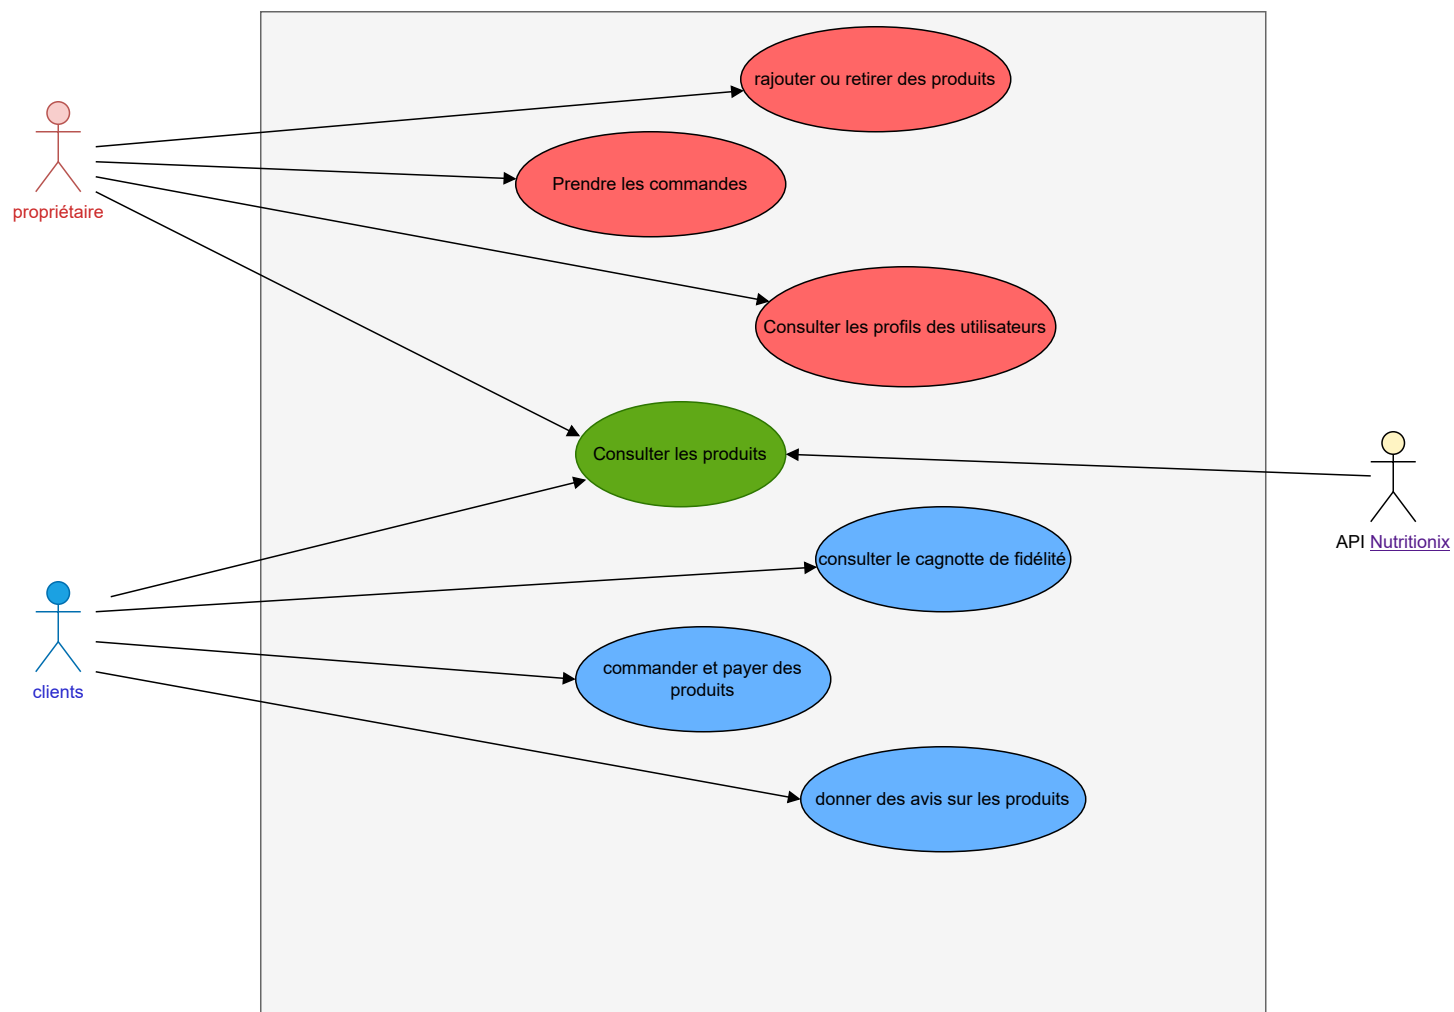 rajouter ou retirer des produits
Prendre les commandes
propriétaire
Consulter les profils des utilisateurs
Consulter les produits
API Nutritionix
consulter le cagnotte de fidélité
commander et payer des
produits
clients
donner des avis sur les produits